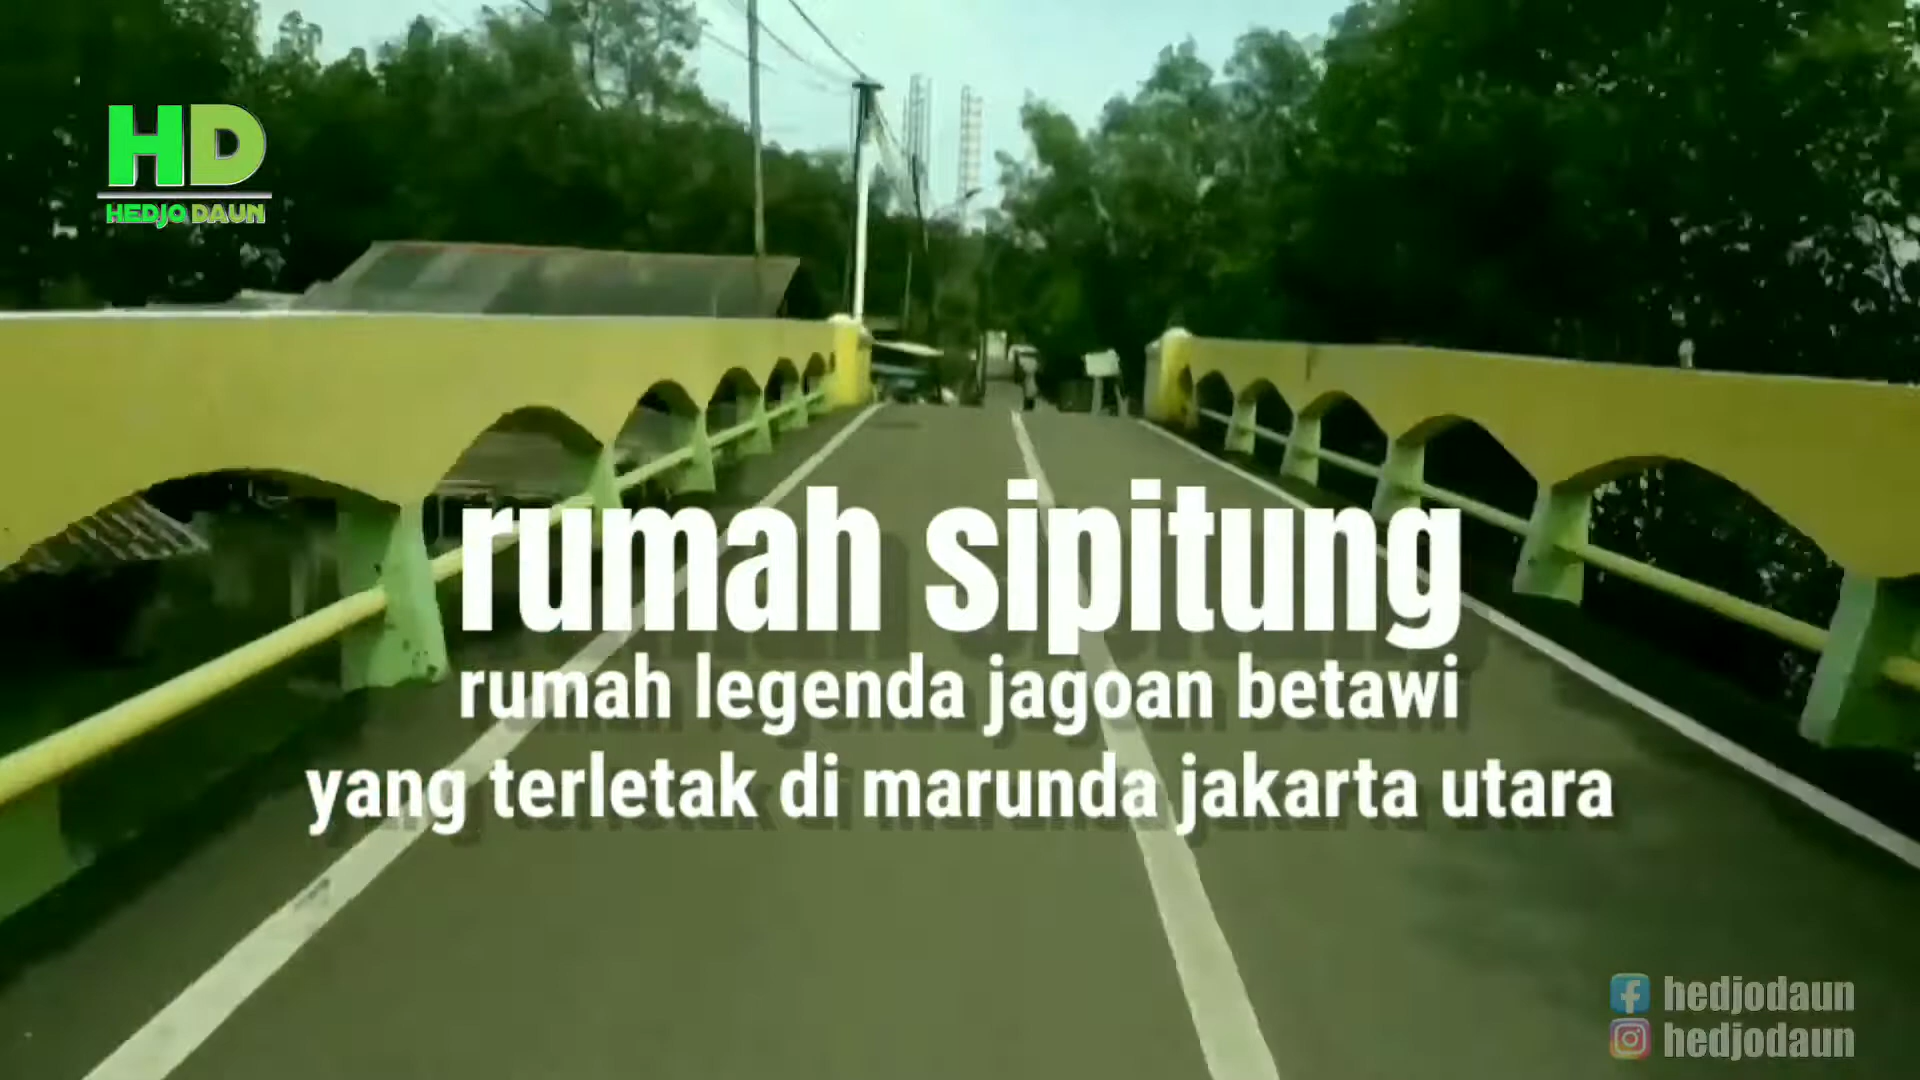 HD
HEDJO DAUN
rumah sipitung
rumah legenda jagoan betawi
yang terletak di marunda jakarta utara
hedjodaun
hedjodaun